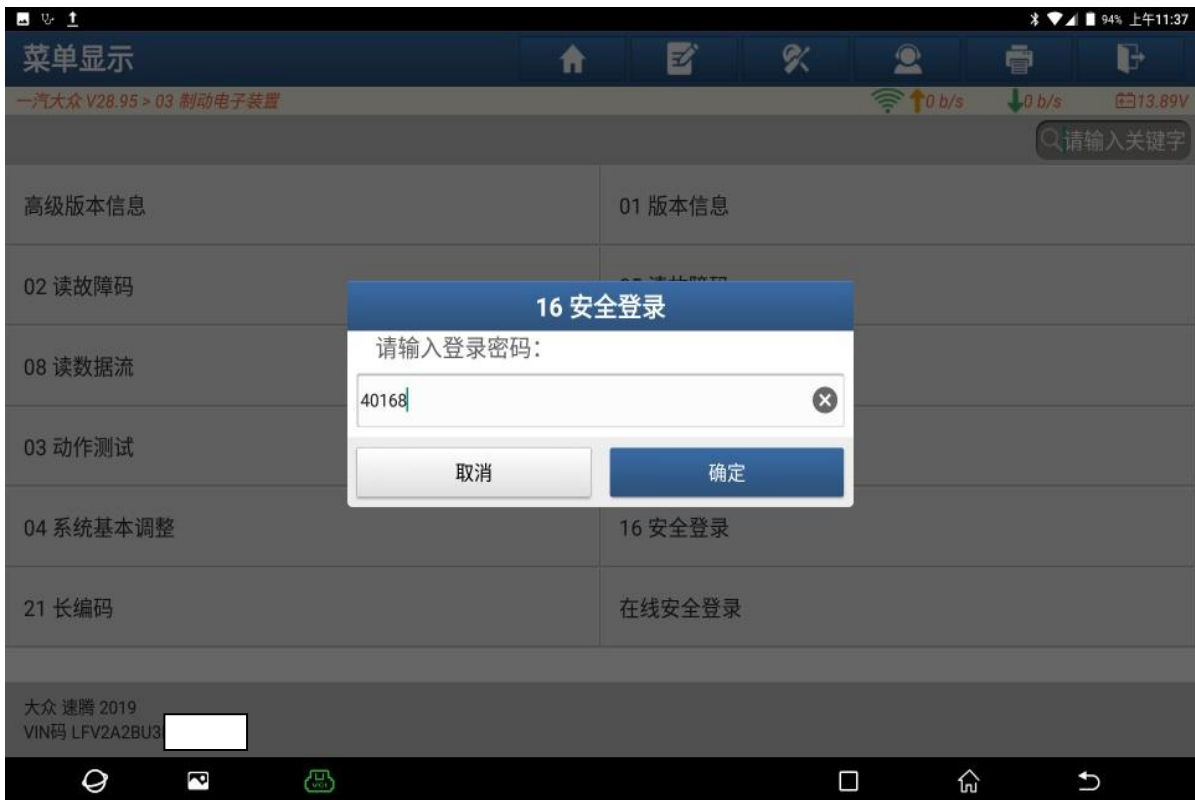 94% 上午11:37
菜单显示
一汽大众 V28.95 > 03 制动电子装置
0 b/s
0 b/s
13.89V
请输入关键字
高级版本信息
01 版本信息
02 读故障码
08 读数据流
03 动作测试
04 系统基本调整
16 安全登录
21 长编码
在线安全登录
16 安全登录
请输入登录密码：
40168
取消
确定
大众 速腾 2019
VIN码 LFV2A2BU3
VCI